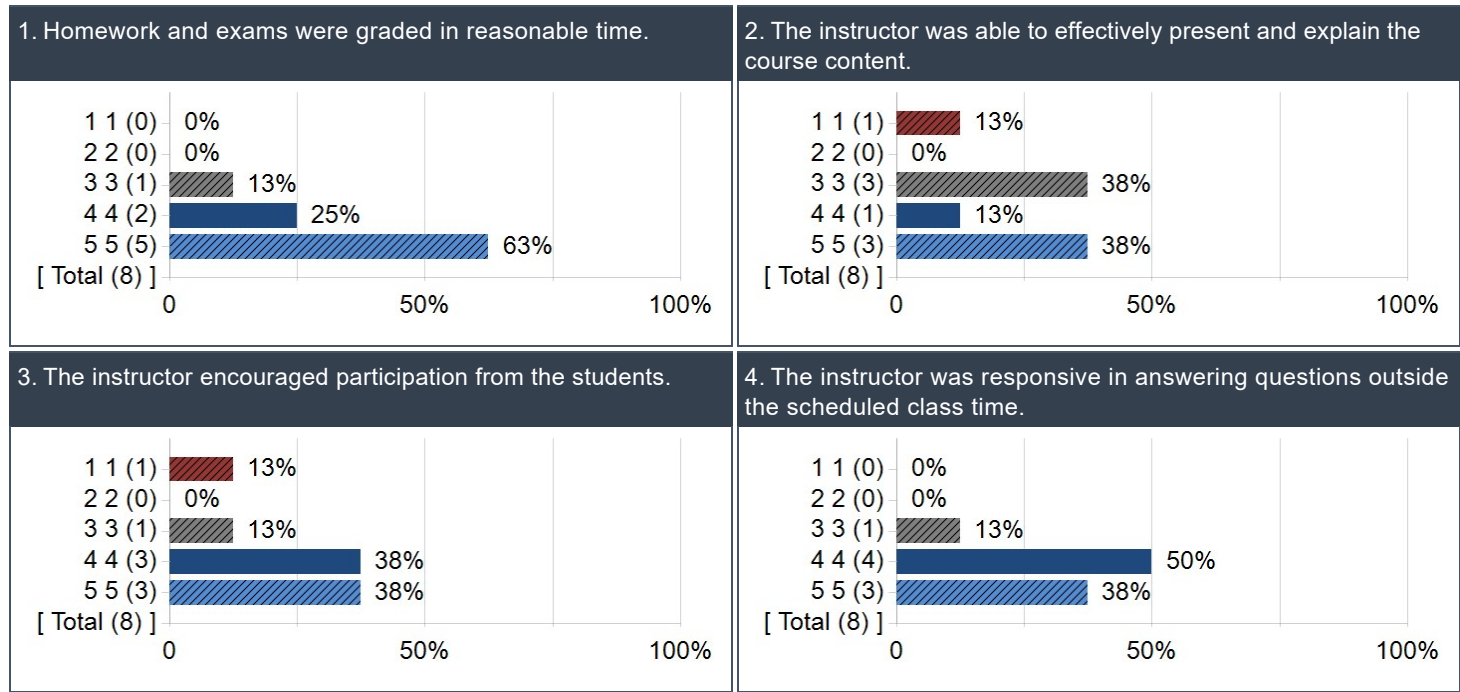 1. Homework and exams were graded in reasonable time.
1 1 (0) 0%
2 2 (0) 0%
3 3 (1) 13%
4 4 (2) 25%
5 5 (5) 63%
[ Total (8) ]
0 50% 100%
2. The instructor was able to effectively present and explain the
course content.
1 1 (1) 13%
2 2 (0) 0%
3 3 (3) 38%
4 4 (1) 13%
5 5 (3) 38%
[ Total (8) ]
0 50% 100%
3. The instructor encouraged participation from the students.
1 1 (1) 13%
2 2 (0) 0%
3 3 (1) 13%
4 4 (3) 38%
5 5 (3) 38%
[ Total (8) ]
0 50% 100%
4. The instructor was responsive in answering questions outside
the scheduled class time.
1 1 (0) 0%
2 2 (0) 0%
3 3 (1) 13%
4 4 (4) 50%
5 5 (3) 38%
[ Total (8) ]
0 50% 100%